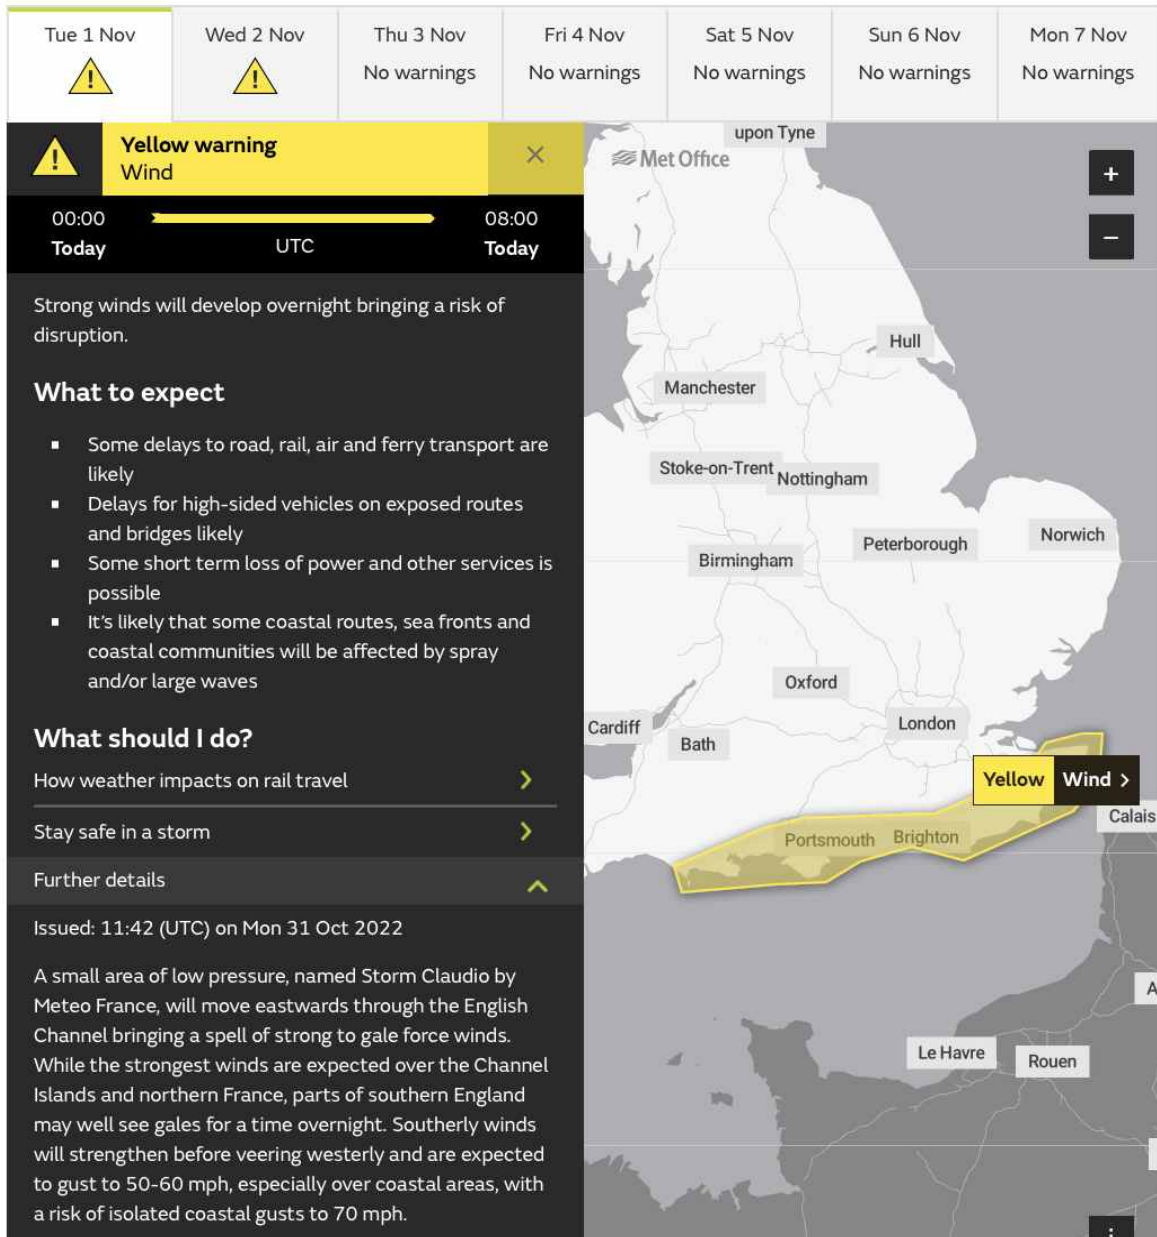 Tue 1 Nov
Wed 2 Nov
Thu 3 Nov
No warnings
Fri 4 Nov
No warnings
Sat 5 Nov
No warnings
Sun 6 Nov
No warnings
Mon 7 Nov
No warnings
Yellow warning
Wind
00:00
Today
UTC
08:00
Today
Strong winds will develop overnight bringing a risk of
disruption.
What to expect
Some delays to road, rail, air and ferry transport are
likely
Delays for high-sided vehicles on exposed routes
and bridges likely
Some short term loss of power and other services is
possible
It's likely that some coastal routes, sea fronts and
coastal communities will be affected by spray
and/or large waves
What should I do?
How weather impacts on rail travel
Stay safe in a storm
Further details
Issued: 11:42 (UTC) on Mon 31 Oct 2022
A small area of low pressure, named Storm Claudio by
Meteo France, will move eastwards through the English
Channel bringing a spell of strong to gale force winds.
While the strongest winds are expected over the Channel
Islands and northern France, parts of southern England
may well see gales for a time overnight. Southerly winds
will strengthen before veering westerly and are expected
to gust to 50-60 mph, especially over coastal areas, with
a risk of isolated coastal gusts to 70 mph.
upon Tyne
Met Office
+
−
Hull
Manchester
Stoke-on-Trent
Nottingham
Norwich
Peterborough
Birmingham
Oxford
London
Cardiff
Bath
Yellow Wind >
Calais
Portsmouth
Brighton
A
Le Havre
Rouen